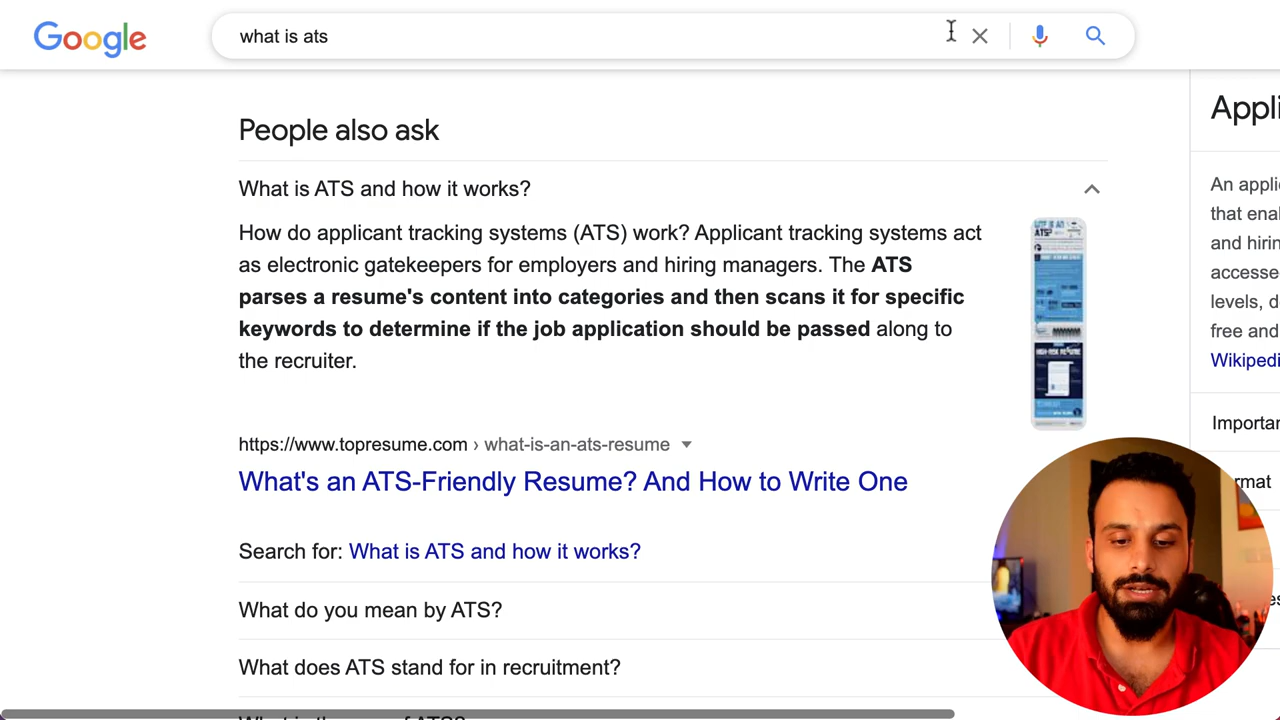 Google
what is ats
People also ask
What is ATS and how it works?
How do applicant tracking systems (ATS) work? Applicant tracking systems act
as electronic gatekeepers for employers and hiring managers. The ATS
parses a resume's content into categories and then scans it for specific
keywords to determine if the job application should be passed along to
the recruiter.
https://www.topresume.com › what-is-an-ats-resume
What's an ATS-Friendly Resume? And How to Write One
Search for: What is ATS and how it works?
What do you mean by ATS?
What does ATS stand for in recruitment?
Appli
An appli
that enal
and hirin
accesse
levels, d
free and
Wikipedi
Importan
rmat